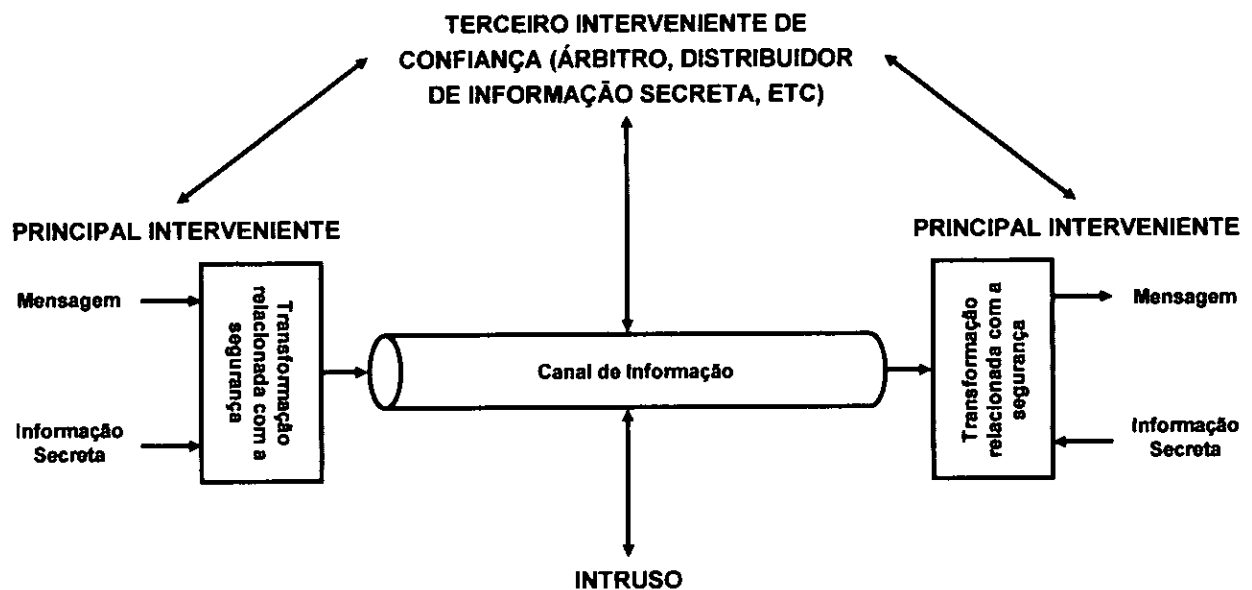 TERCEIRO INTERVENIENTE DE
CONFIANÇA (ÁRBITRO, DISTRIBUIDOR
DE INFORMAÇÃO SECRETA, ETC)
PRINCIPAL INTERVENIENTE
PRINCIPAL INTERVENIENTE
Mensagem
Informação
Secreta
Transformação
relacionada com a
segurança
Canal de Informação
Transformação
relacionada com a
segurança
Mensagem
Informação
Secreta
INTRUSO